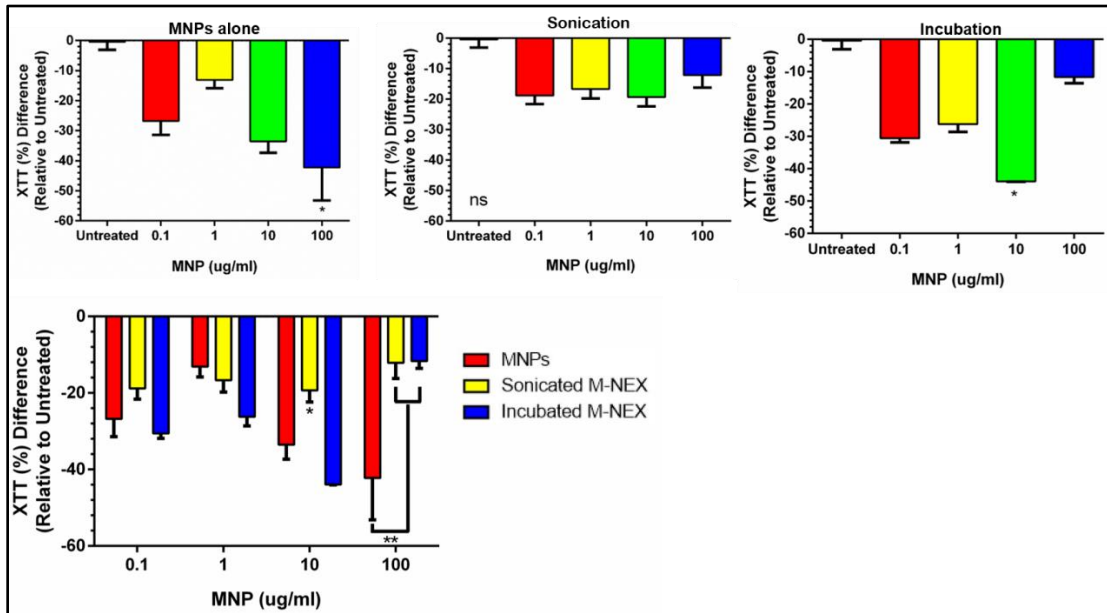 MNPs alone
XTT (%) Difference
(Relative to Untreated)
0
-10
-20
-30
-40
-50
-60
*
Untreated 0.1 1 10 100
MNP (ug/ml)
Sonication
XTT (%) Difference
(Relative to Untreated)
0
-10
-20
-30
-40
-50
-60
ns
Untreated 0.1 1 10 100
MNP (ug/ml)
Incubation
XTT (%) Difference
(Relative to Untreated)
0
-10
-20
-30
-40
-50
-60
*
Untreated 0.1 1 10 100
MNP (ug/ml)
XTT (%) Difference
(Relative to Untreated)
0
-20
-40
-60
*
**
0.1 1 10 100
MNP (ug/ml)
MNPs
Sonicated M-NEX
Incubated M-NEX